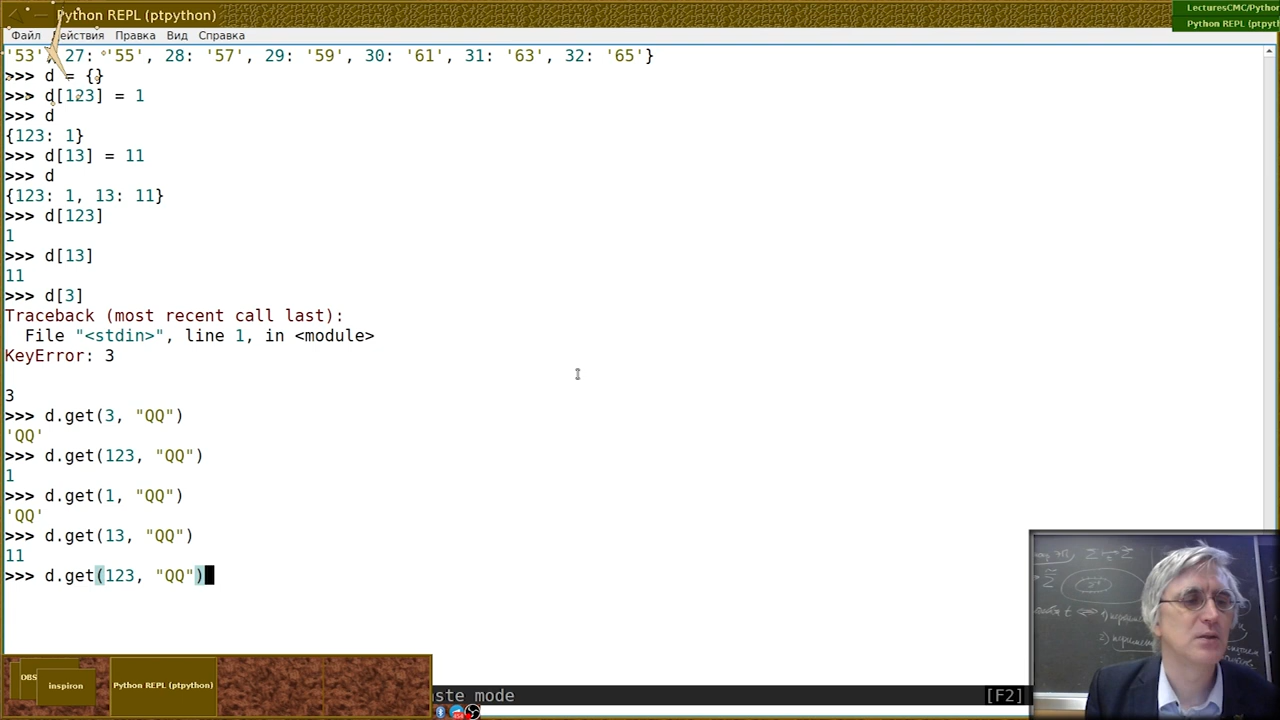 Python REPL (ptpython)
LecturesCMC/Python
Python REPL (ptpyt
Файл Действия Правка Вид Справка
'53', 27: '55', 28: '57', 29: '59', 30: '61', 31: '63', 32: '65'}
>>> d = {}
>>> d[123] = 1
>>> d
{123: 1}
>>> d[13] = 11
>>> d
{123: 1, 13: 11}
>>> d[123]
1
>>> d[13]
11
>>> d[3]
Traceback (most recent call last):
File "<stdin>", line 1, in <module>
KeyError: 3
3
>>> d.get(3, "QQ")
'QQ'
>>> d.get(123, "QQ")
1
>>> d.get(1, "QQ")
'QQ'
>>> d.get(13, "QQ")
11
>>> d.get(123, "QQ")
OBS
inspiron
Python REPL (ptpython)
ste mode
[F2]